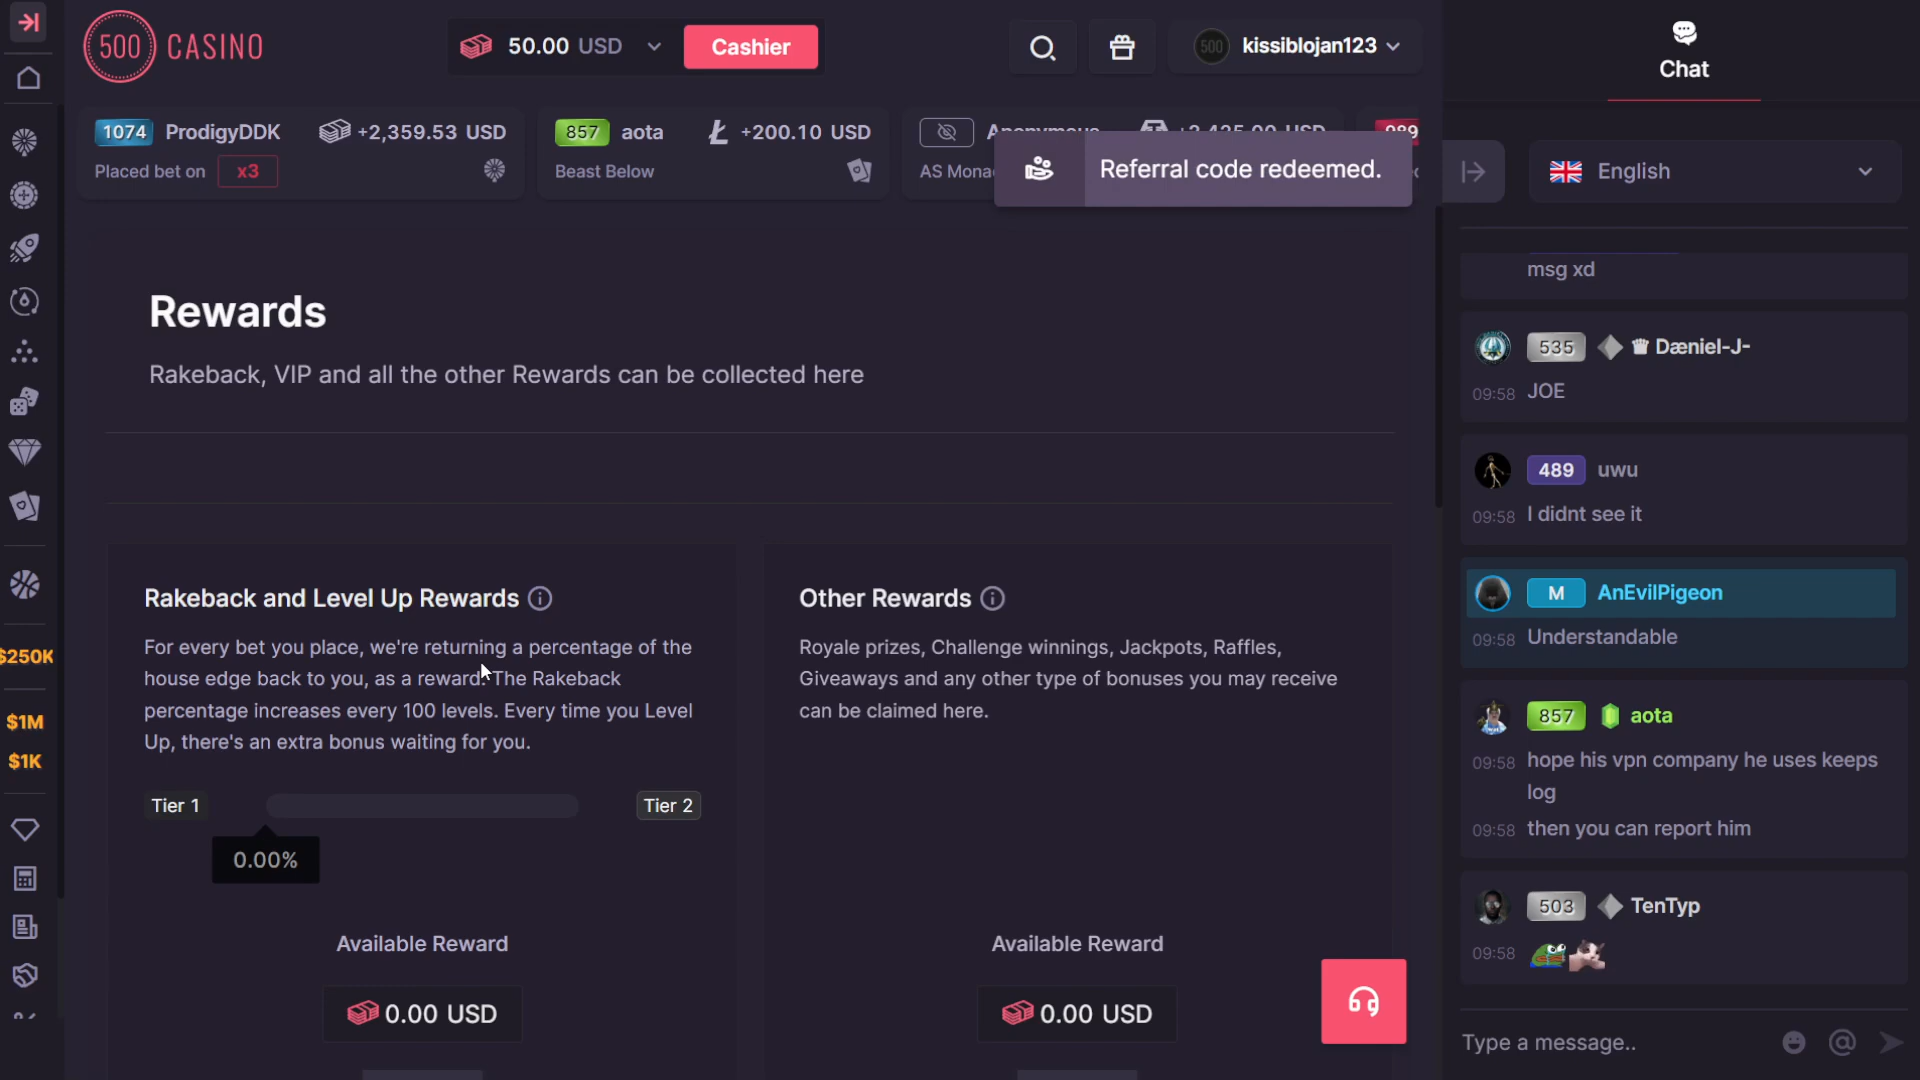 500 CASINO
50.00 USD
Cashier
500
kissiblojan123
Chat
1074 ProdigyDDK +2,359.53 USD
Placed bet on x3
857 aota +200.10 USD
Beast Below
AS Mona
Referral code redeemed.
English
Rewards
Rakeback, VIP and all the other Rewards can be collected here
Rakeback and Level Up Rewards
For every bet you place, we're returning a percentage of the
house edge back to you, as a reward. The Rakeback
percentage increases every 100 levels. Every time you Level
Up, there's an extra bonus waiting for you.
Tier 1
Tier 2
0.00%
Available Reward
0.00 USD
Other Rewards
Royale prizes, Challenge winnings, Jackpots, Raffles,
Giveaways and any other type of bonuses you may receive
can be claimed here.
Available Reward
0.00 USD
$250K
$1M
$1K
msg xd
535 Dæniel-J-
09:58 JOE
489 uwu
09:58 I didnt see it
M AnEvilPigeon
09:58 Understandable
857 aota
09:58 hope his vpn company he uses keeps
log
09:58 then you can report him
503 TenTyp
09:58
Type a message..